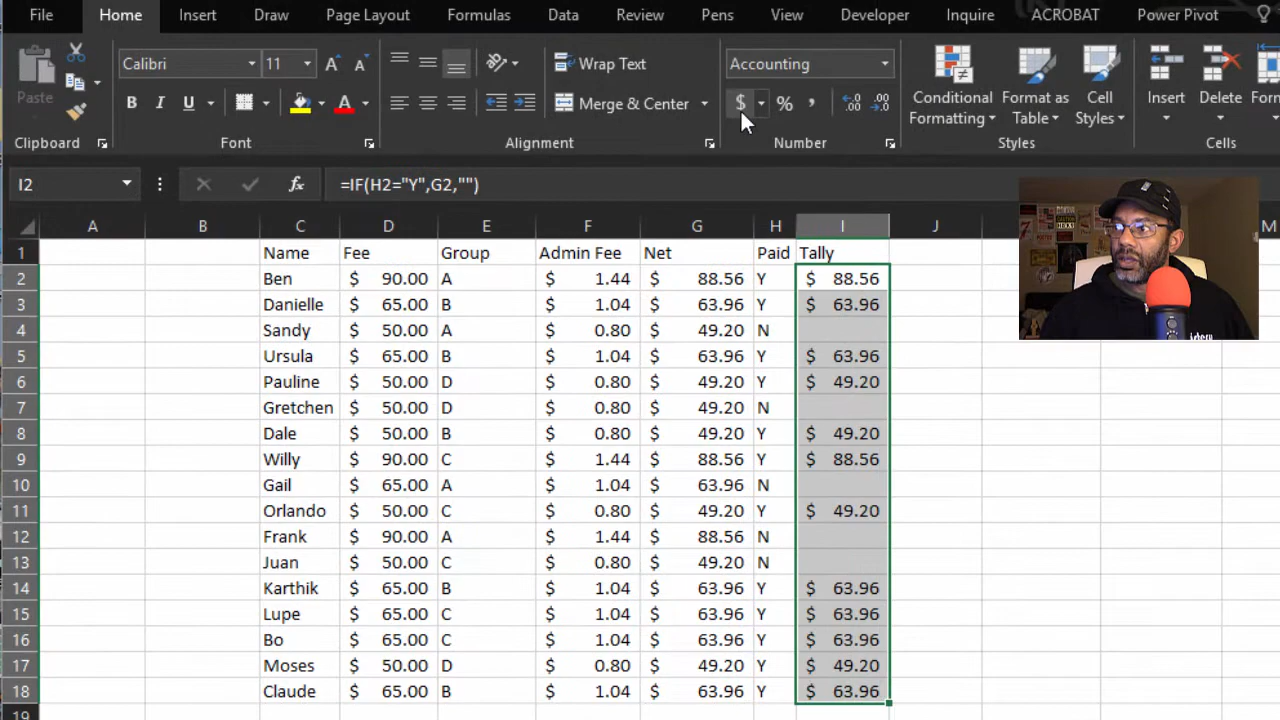 File Home Insert Draw Page Layout Formulas Data Review Pens View Developer Inquire ACROBAT Power Pivot
Paste Calibri 11 A A B I U A Wrap Text Merge & Center Accounting $ % , .00 .00 Conditional Formatting Format as Table Cell Styles Insert Delete
Clipboard Font Alignment Number Styles Cells
I2 fx =IF(H2="Y",G2,"")
A B C D E F G H I J M
1 Name Fee Group Admin Fee Net Paid Tally
2 Ben $ 90.00 A $ 1.44 $ 88.56 Y $ 88.56
3 Danielle $ 65.00 B $ 1.04 $ 63.96 Y $ 63.96
4 Sandy $ 50.00 A $ 0.80 $ 49.20 N
5 Ursula $ 65.00 B $ 1.04 $ 63.96 Y $ 63.96
6 Pauline $ 50.00 D $ 0.80 $ 49.20 Y $ 49.20
7 Gretchen $ 50.00 D $ 0.80 $ 49.20 N
8 Dale $ 50.00 B $ 0.80 $ 49.20 Y $ 49.20
9 Willy $ 90.00 C $ 1.44 $ 88.56 Y $ 88.56
10 Gail $ 65.00 A $ 1.04 $ 63.96 N
11 Orlando $ 50.00 C $ 0.80 $ 49.20 Y $ 49.20
12 Frank $ 90.00 A $ 1.44 $ 88.56 N
13 Juan $ 50.00 C $ 0.80 $ 49.20 N
14 Karthik $ 65.00 B $ 1.04 $ 63.96 Y $ 63.96
15 Lupe $ 65.00 C $ 1.04 $ 63.96 Y $ 63.96
16 Bo $ 65.00 C $ 1.04 $ 63.96 Y $ 63.96
17 Moses $ 50.00 D $ 0.80 $ 49.20 Y $ 49.20
18 Claude $ 65.00 B $ 1.04 $ 63.96 Y $ 63.96
19